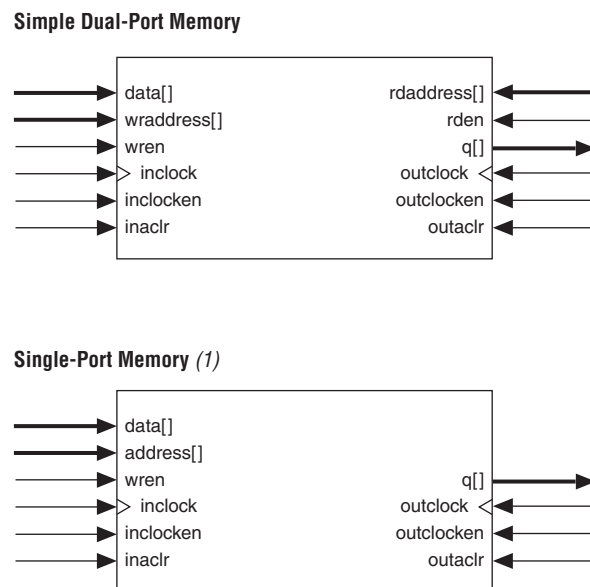 Simple Dual-Port Memory
data[] rdaddress[]
wraddress[] rden
wren q[]
inclock outclock
inclocken outclocken
inaclr outaclr
Single-Port Memory (1)
data[]
address[]
wren q[]
inclock outclock
inclocken outclocken
inaclr outaclr